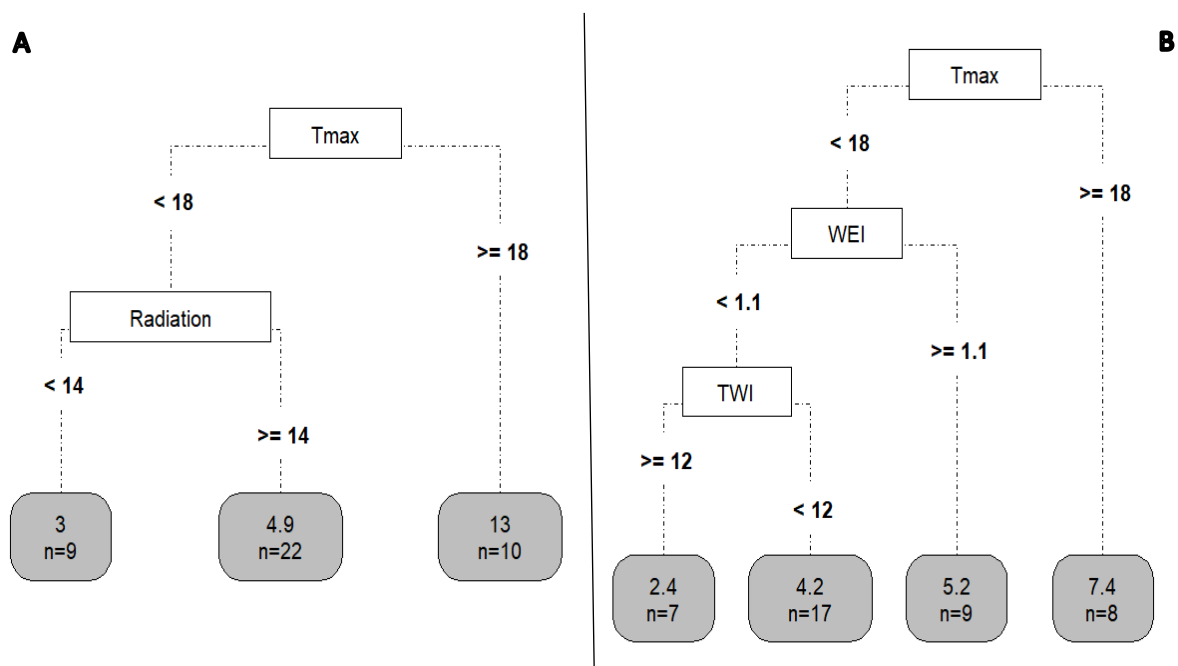 A
Tmax
< 18
>= 18
Radiation
< 14
>= 14
3
n=9
4.9
n=22
13
n=10
B
Tmax
< 18
>= 18
WEI
< 1.1
>= 1.1
TWI
>= 12
< 12
2.4
n=7
4.2
n=17
5.2
n=9
7.4
n=8